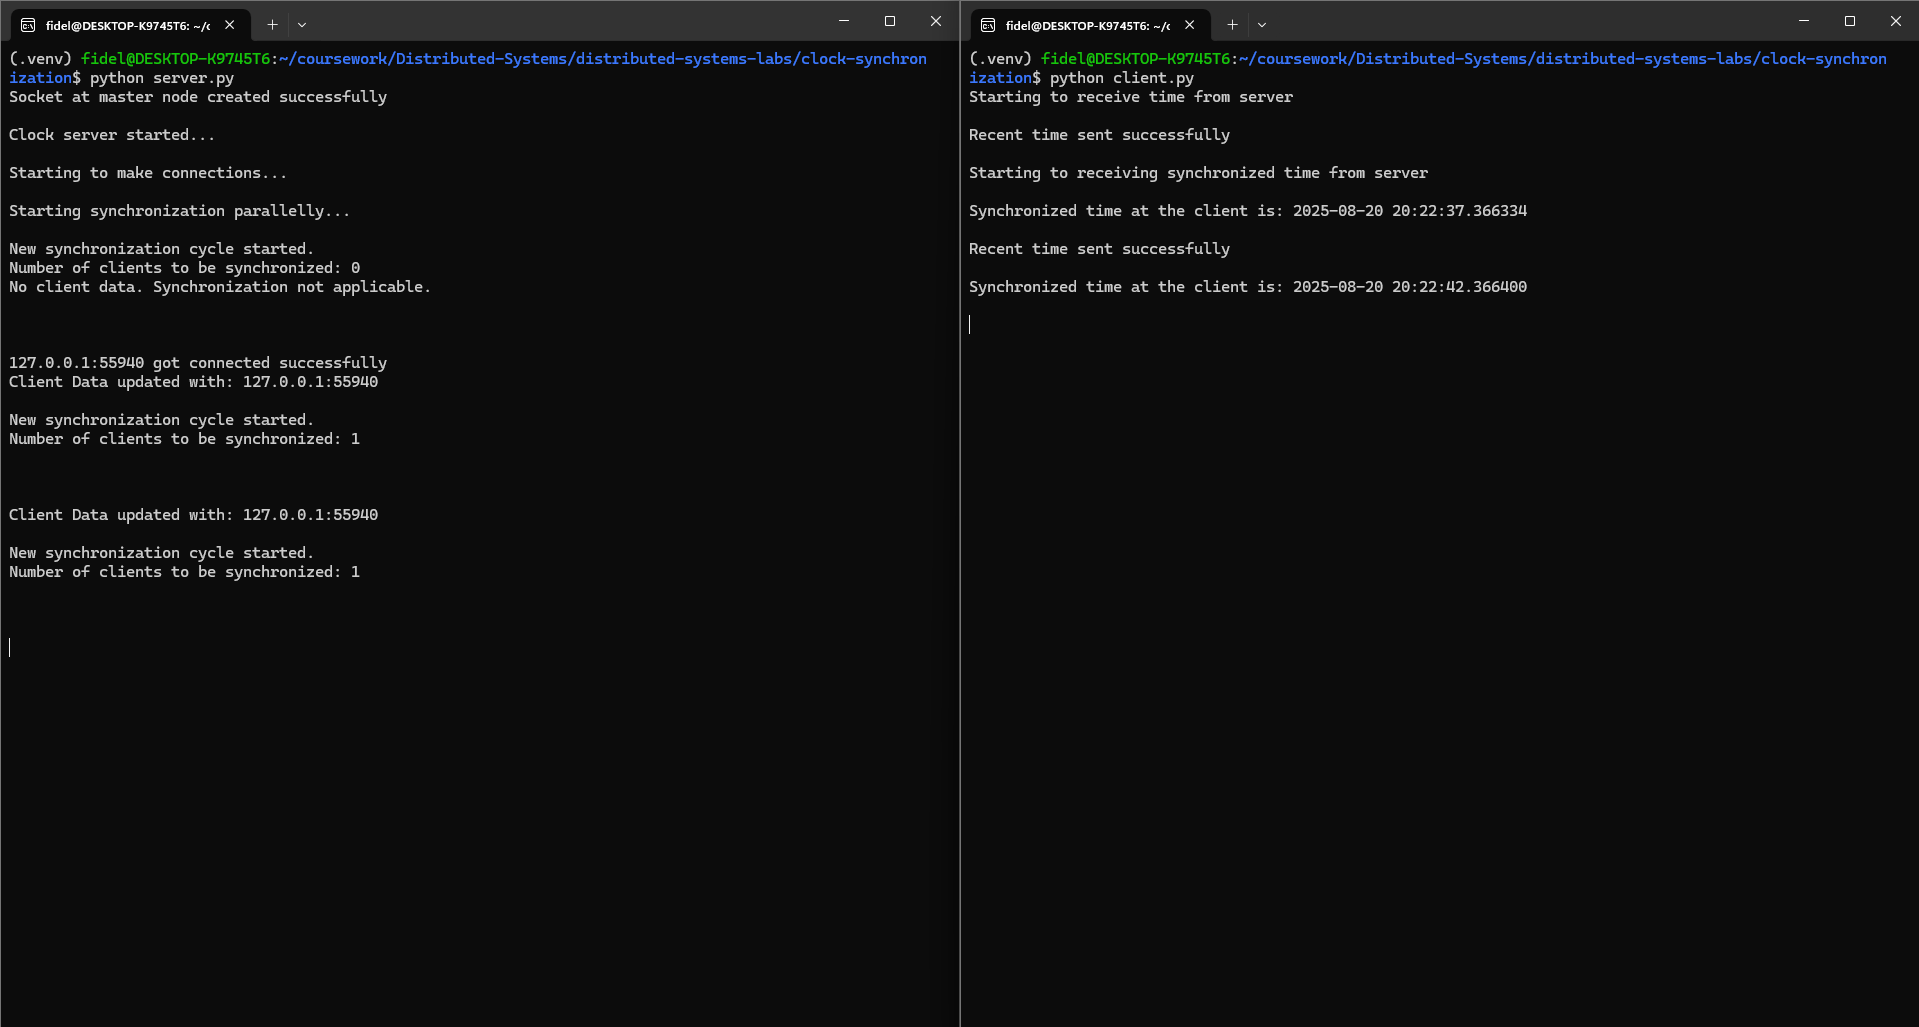 fidel@DESKTOP-K9745T6: ~/c
(.venv) fidel@DESKTOP-K9745T6:~/coursework/Distributed-Systems/distributed-systems-labs/clock-synchron
ization$ python server.py
Socket at master node created successfully
Clock server started...
Starting to make connections...
Starting synchronization parallelly...
New synchronization cycle started.
Number of clients to be synchronized: 0
No client data. Synchronization not applicable.
127.0.0.1:55940 got connected successfully
Client Data updated with: 127.0.0.1:55940
New synchronization cycle started.
Number of clients to be synchronized: 1
Client Data updated with: 127.0.0.1:55940
New synchronization cycle started.
Number of clients to be synchronized: 1
fidel@DESKTOP-K9745T6: ~/c
(.venv) fidel@DESKTOP-K9745T6:~/coursework/Distributed-Systems/distributed-systems-labs/clock-synchron
ization$ python client.py
Starting to receive time from server
Recent time sent successfully
Starting to receiving synchronized time from server
Synchronized time at the client is: 2025-08-20 20:22:37.366334
Recent time sent successfully
Synchronized time at the client is: 2025-08-20 20:22:42.366400